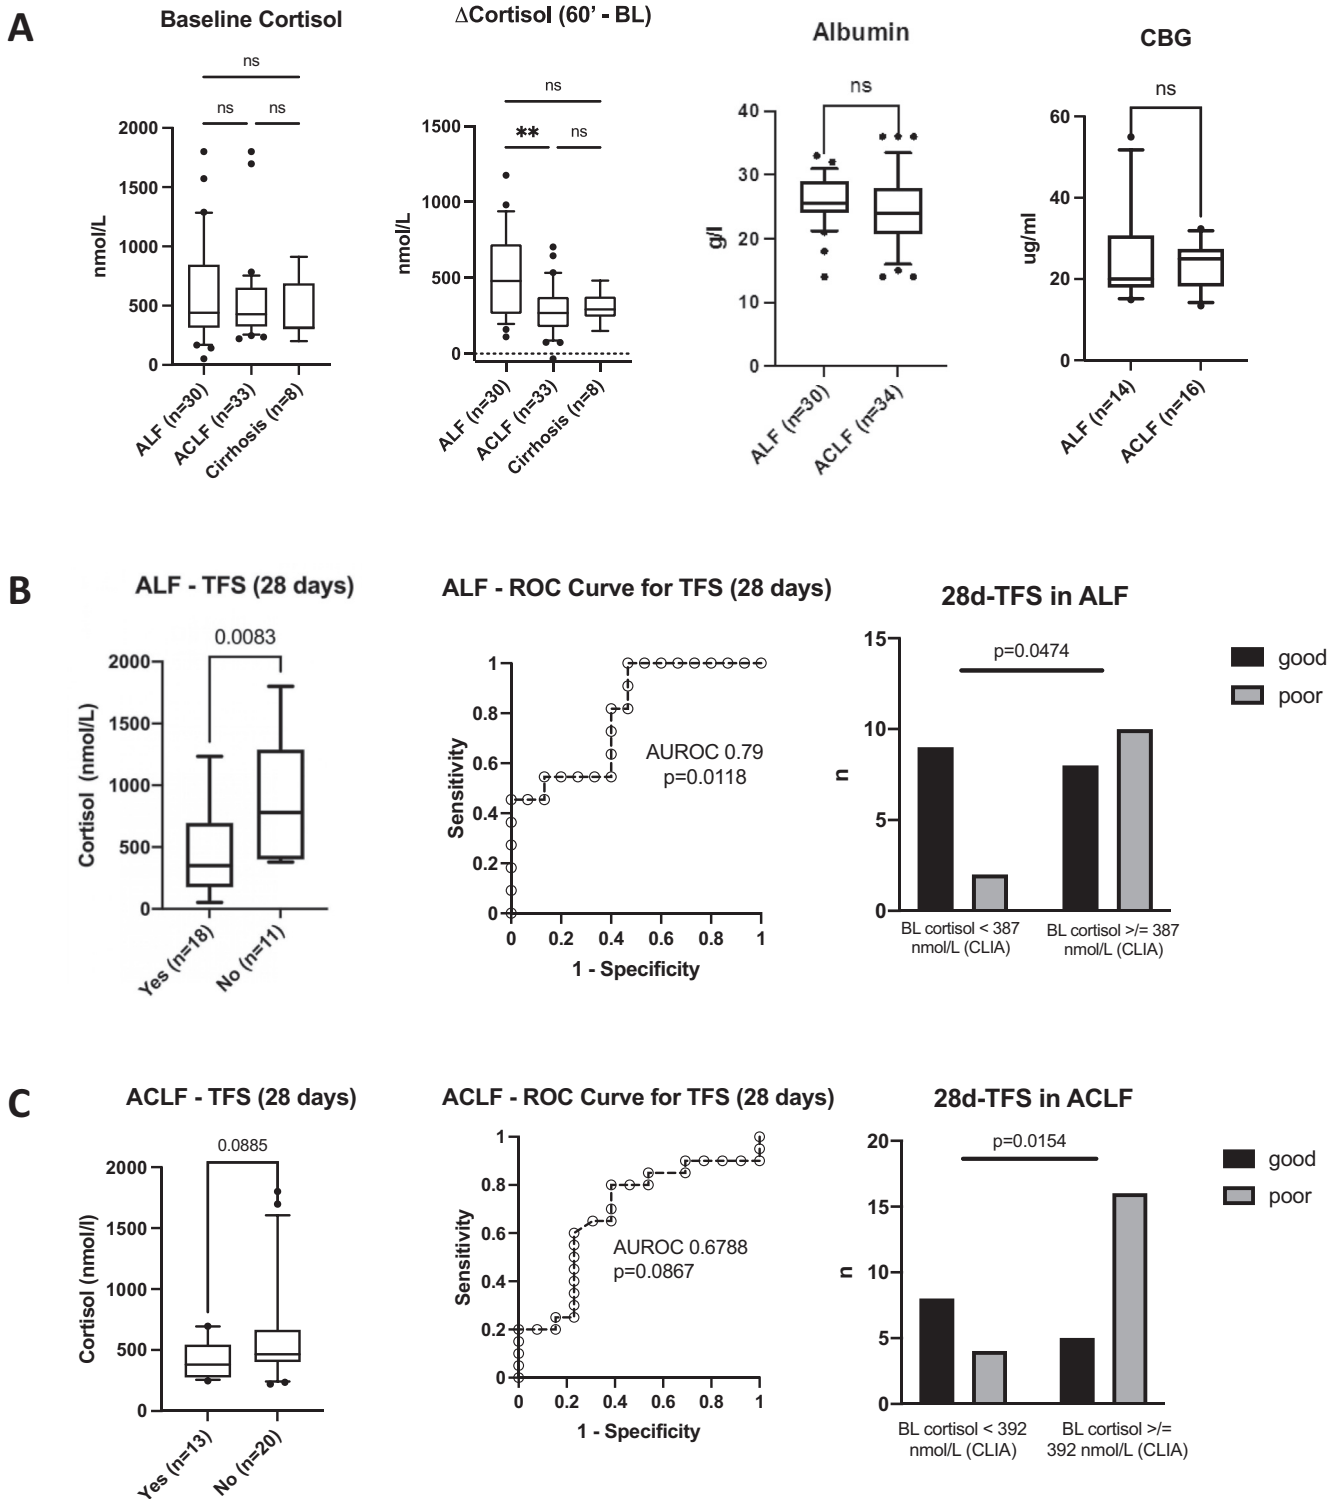 A
Baseline Cortisol
ns
ns
ns
nmol/L
2000
1500
1000
500
0
ALF (n=30)
ACLF (n=33)
Cirrhosis (n=8)
ΔCortisol (60' - BL)
ns
**
ns
nmol/L
1500
1000
500
0
ALF (n=30)
ACLF (n=33)
Cirrhosis (n=8)
Albumin
ns
g/l
40
30
20
10
0
ALF (n=30)
ACLF (n=34)
CBG
ns
ug/ml
60
40
20
0
ALF (n=14)
ACLF (n=16)
B
ALF - TFS (28 days)
0.0083
Cortisol (nmol/L)
2000
1500
1000
500
0
Yes (n=18)
No (n=11)
ALF - ROC Curve for TFS (28 days)
Sensitivity
1
0.8
0.6
0.4
0.2
0
AUROC 0.79
p=0.0118
0 0.2 0.4 0.6 0.8 1
1 - Specificity
28d-TFS in ALF
p=0.0474
n
15
10
5
0
BL cortisol < 387
nmol/L (CLIA)
BL cortisol >/= 387
nmol/L (CLIA)
good
poor
C
ACLF - TFS (28 days)
0.0885
Cortisol (nmol/l)
2000
1500
1000
500
0
Yes (n=13)
No (n=20)
ACLF - ROC Curve for TFS (28 days)
Sensitivity
1
0.8
0.6
0.4
0.2
0
AUROC 0.6788
p=0.0867
0 0.2 0.4 0.6 0.8 1
1 - Specificity
28d-TFS in ACLF
p=0.0154
n
20
15
10
5
0
BL cortisol < 392
nmol/L (CLIA)
BL cortisol >/=
392 nmol/L (CLIA)
good
poor